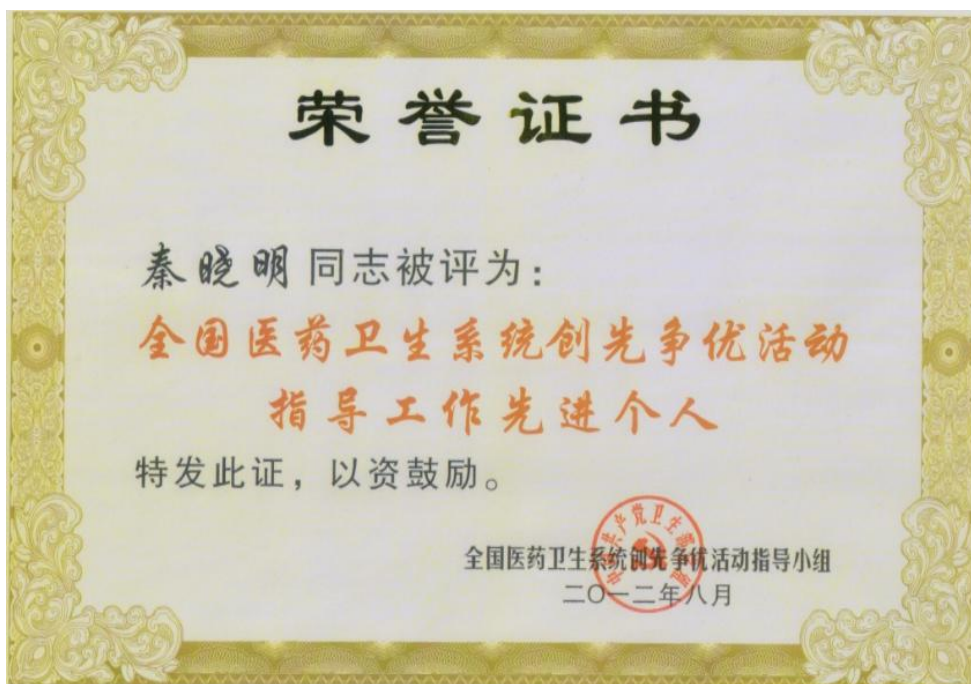 荣誉证书
秦晓明同志被评为：
全国医药卫生系统创先争优活动
指导工作先进个人
特发此证，以资鼓励。
全国医药卫生系统创先争优活动指导小组
二〇一二年八月